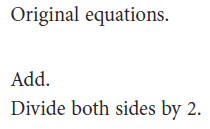 Original equations.
Add.
Divide both sides by 2.